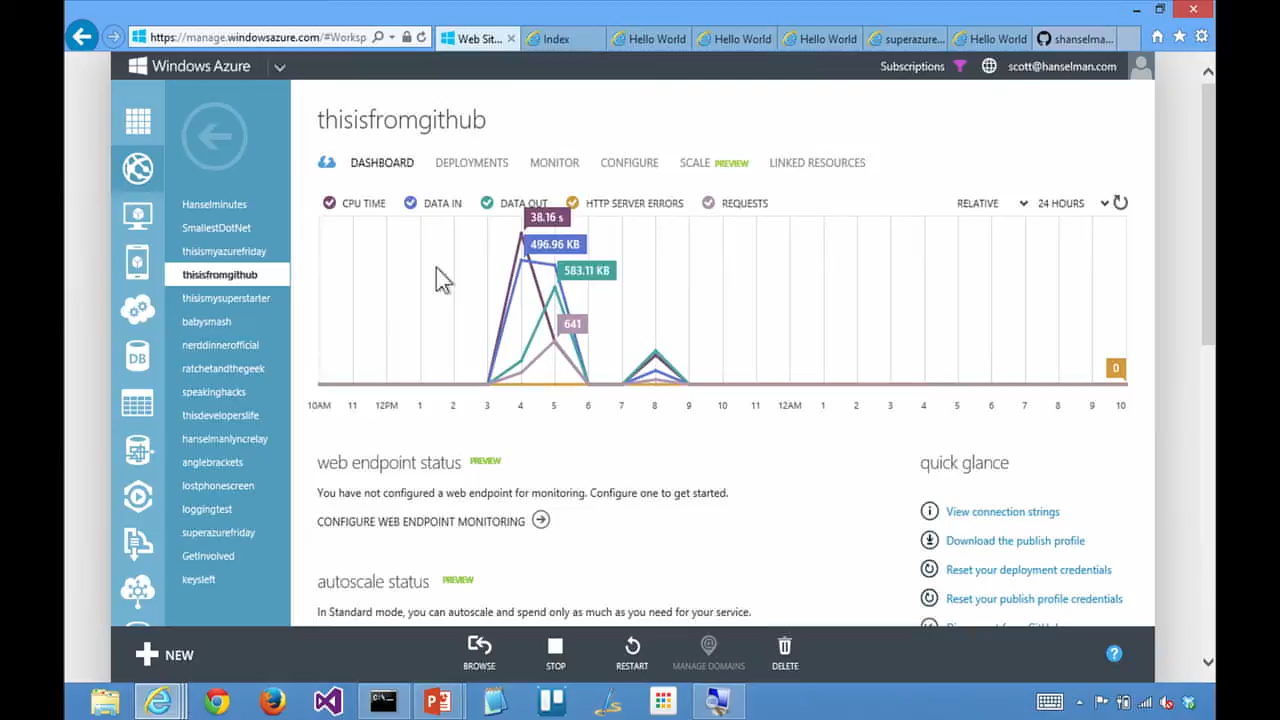 https://manage.windowsazure.com/#Worksp
Web Sit...
Index
Hello World
Hello World
Hello World
superazure...
Hello World
shanselma...
Windows Azure
Subscriptions
scott@hanselman.com
Hanselminutes
SmallestDotNet
thisismyazurefriday
thisisfromgithub
thisismysuperstarter
babysmash
nerddinnerofficial
ratchetandthegeek
speakinghacks
thisdeveloperslife
hanselmanlyncrelay
anglebrackets
lostphonescreen
loggingtest
superazurefriday
GetInvolved
keysleft
DB
thisisfromgithub
DASHBOARD DEPLOYMENTS MONITOR CONFIGURE SCALE PREVIEW LINKED RESOURCES
CPU TIME DATA IN DATA OUT HTTP SERVER ERRORS REQUESTS RELATIVE 24 HOURS
38.16 s
496.96 KB
583.11 KB
641
0
10AM 11 12PM 1 2 3 4 5 6 7 8 9 10 11 12AM 1 2 3 4 5 6 7 8 9 10
web endpoint status PREVIEW
You have not configured a web endpoint for monitoring. Configure one to get started.
CONFIGURE WEB ENDPOINT MONITORING
autoscale status PREVIEW
In Standard mode, you can autoscale and spend only as much as you need for your service.
quick glance
View connection strings
Download the publish profile
Reset your deployment credentials
Reset your publish profile credentials
NEW
BROWSE
STOP
RESTART
MANAGE DOMAINS
DELETE